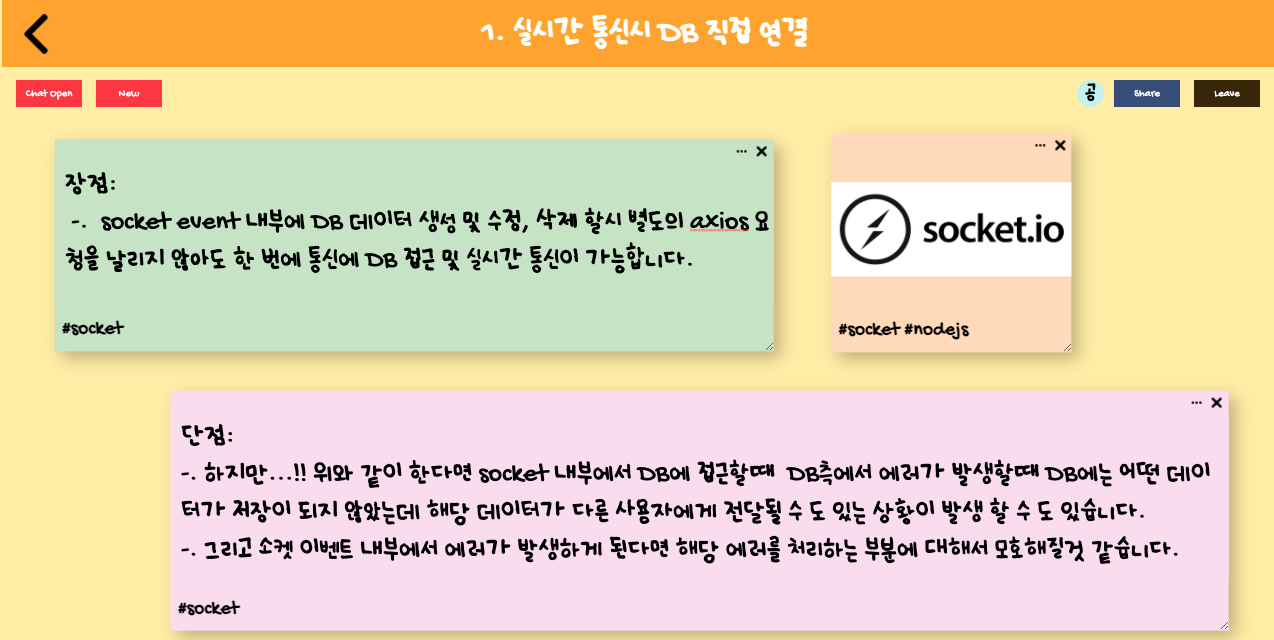 1. 실시간 통신시 DB 직접 연결
Chat Open
New
공
Share
Leave
장점:
-. socket event 내부에 DB 데이터 생성 및 수정, 삭제 할시 별도의 axios 요
청을 날리지 않아도 한 번에 통신에 DB 접근 및 실시간 통신이 가능합니다.
#socket
socket.io
#socket #nodejs
단점:
-. 하지만...!! 위와 같이 한다면 socket 내부에서 DB에 접근할때 DB측에서 에러가 발생할때 DB에는 어떤 데이
터가 저장이 되지 않았는데 해당 데이터가 다른 사용자에게 전달될 수 도 있는 상황이 발생 할 수 도 있습니다.
-. 그리고 소켓 이벤트 내부에서 에러가 발생하게 된다면 해당 에러를 처리하는 부분에 대해서 모호해질것 같습니다.
#socket